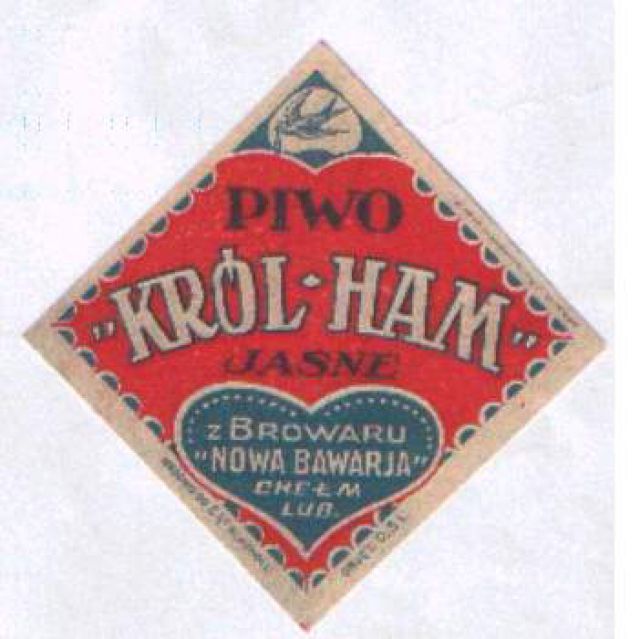 PIWO
"KRÓL·HAM"
JASNE
Z BROWARU
"NOWA BAWARJA"
CHEŁM
LUB.